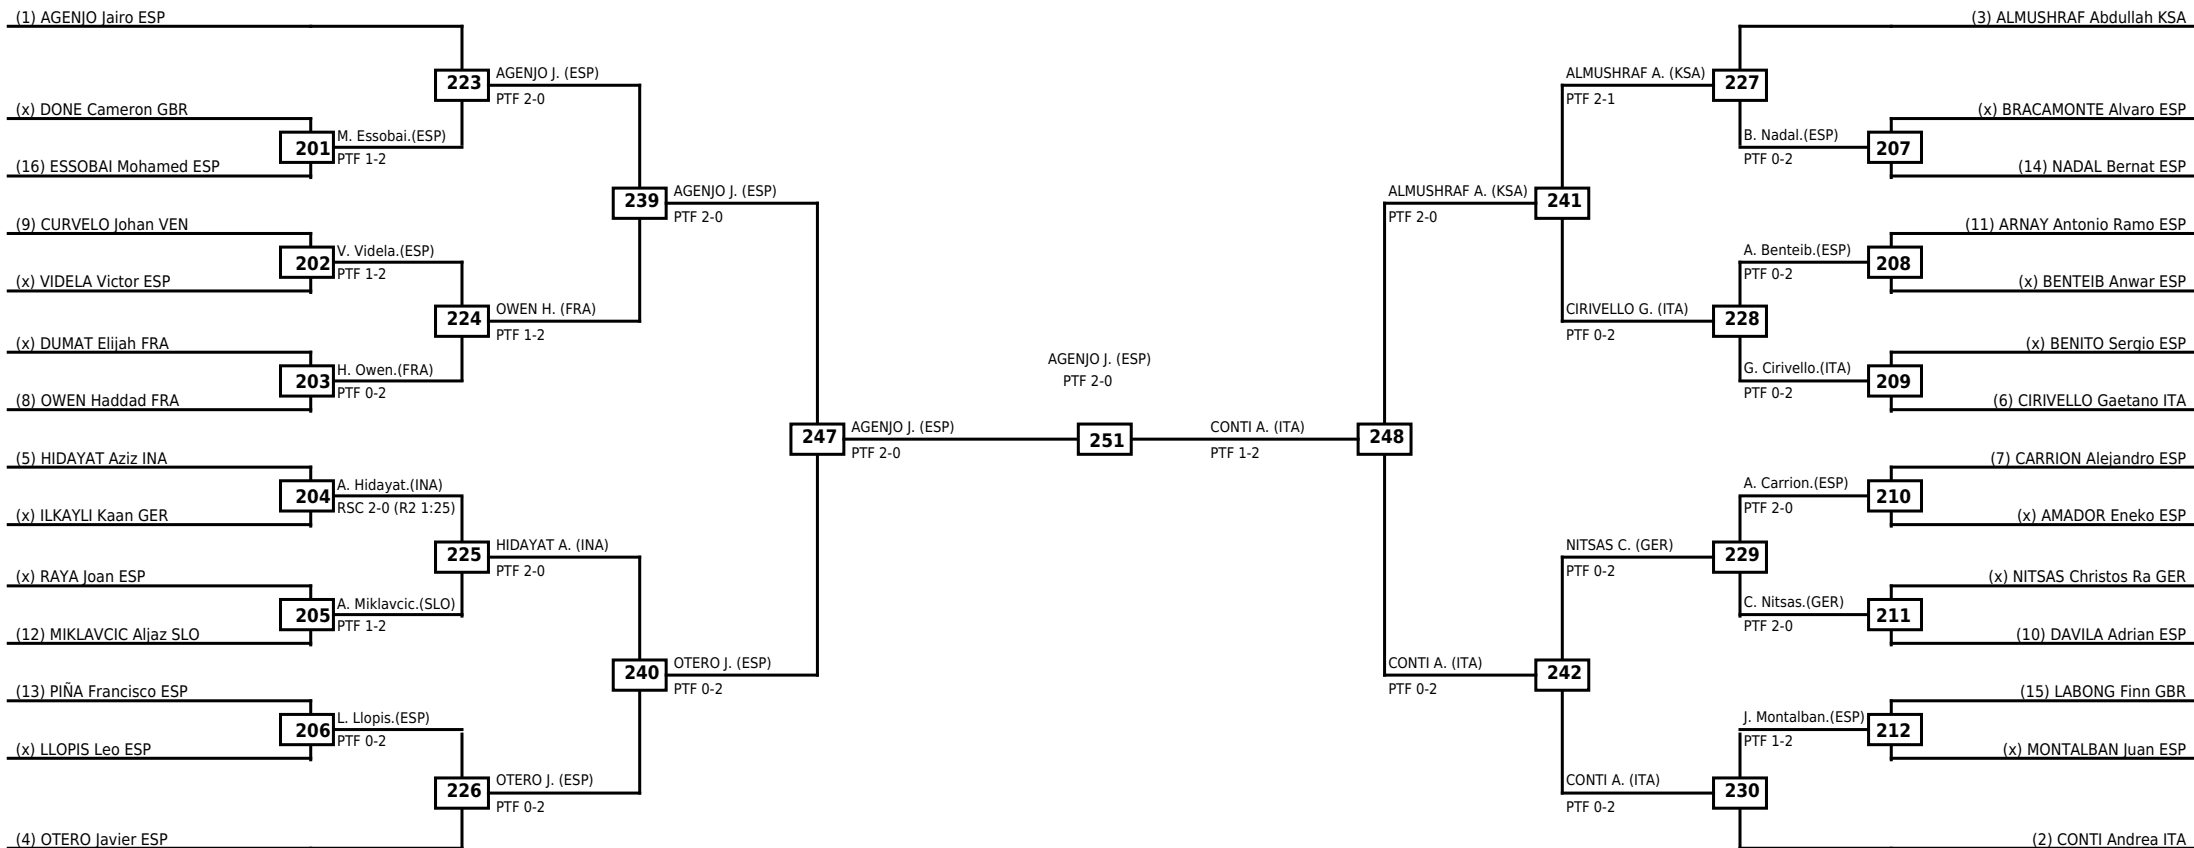 (1) AGENJO Jairo ESP
(x) DONE Cameron GBR
(16) ESSOBAI Mohamed ESP
(9) CURVELO Johan VEN
(x) VIDELA Victor ESP
(x) DUMAT Elijah FRA
(8) OWEN Haddad FRA
(5) HIDAYAT Aziz INA
(x) ILKAYLI Kaan GER
(x) RAYA Joan ESP
(12) MIKLAVCIC Aljaz SLO
(13) PIÑA Francisco ESP
(x) LLOPIS Leo ESP
(4) OTERO Javier ESP
201
M. Essobai.(ESP)
PTF 1-2
202
V. Videla.(ESP)
PTF 1-2
203
H. Owen.(FRA)
PTF 0-2
204
A. Hidayat.(INA)
RSC 2-0 (R2 1:25)
205
A. Miklavcic.(SLO)
PTF 1-2
206
L. Llopis.(ESP)
PTF 0-2
223
AGENJO J. (ESP)
PTF 2-0
224
OWEN H. (FRA)
PTF 1-2
225
HIDAYAT A. (INA)
PTF 2-0
226
OTERO J. (ESP)
PTF 0-2
239
AGENJO J. (ESP)
PTF 2-0
240
OTERO J. (ESP)
PTF 0-2
247
AGENJO J. (ESP)
PTF 2-0
AGENJO J. (ESP)
PTF 2-0
251
CONTI A. (ITA)
PTF 1-2
248
ALMUSHRAF A. (KSA)
PTF 2-0
241
CONTI A. (ITA)
PTF 0-2
242
ALMUSHRAF A. (KSA)
PTF 2-1
227
CIRIVELLO G. (ITA)
PTF 0-2
228
NITSAS C. (GER)
PTF 0-2
229
CONTI A. (ITA)
PTF 0-2
230
B. Nadal.(ESP)
PTF 0-2
207
A. Benteib.(ESP)
PTF 0-2
208
G. Cirivello.(ITA)
PTF 0-2
209
A. Carrion.(ESP)
PTF 2-0
210
C. Nitsas.(GER)
PTF 2-0
211
J. Montalban.(ESP)
PTF 1-2
212
(3) ALMUSHRAF Abdullah KSA
(x) BRACAMONTE Alvaro ESP
(14) NADAL Bernat ESP
(11) ARNAY Antonio Ramo ESP
(x) BENTEIB Anwar ESP
(x) BENITO Sergio ESP
(6) CIRIVELLO Gaetano ITA
(7) CARRION Alejandro ESP
(x) AMADOR Eneko ESP
(x) NITSAS Christos Ra GER
(10) DAVILA Adrian ESP
(15) LABONG Finn GBR
(x) MONTALBAN Juan ESP
(2) CONTI Andrea ITA